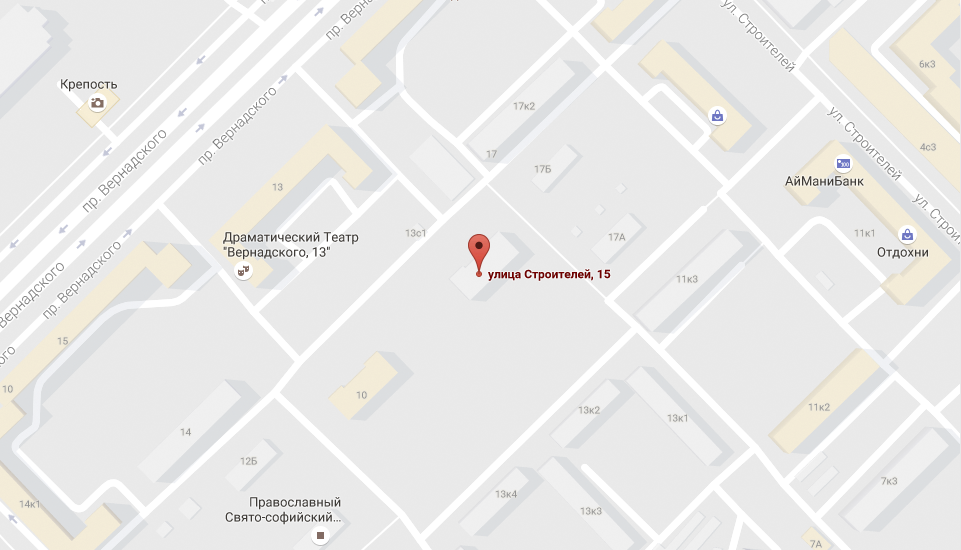 пр. Вернадского
ул. Строителей
Крепость
6к3
17к2
пр. Вернадского
ул. Строителей
4с3
пр. Вернадского
17
17Б
АйМаниБанк
13
ул. Строи
13с1
17А
11к1
Драматический Театр
"Вернадского, 13"
Отдохни
улица Строителей, 15
11к3
Вернадского
пр. Вернадского
15
ого
10
10
11к2
13к2
13к1
14
12Б
7к3
14к1
Православный
Свято-софийский...
13к4
13к3
7А